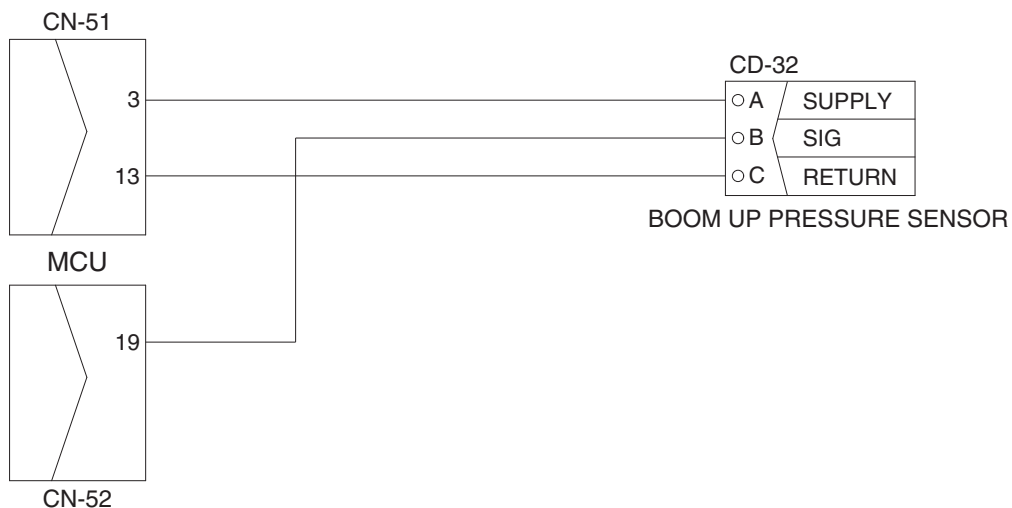 CN-51
3
13
MCU
19
CN-52
CD-32
A SUPPLY
B SIG
C RETURN
BOOM UP PRESSURE SENSOR